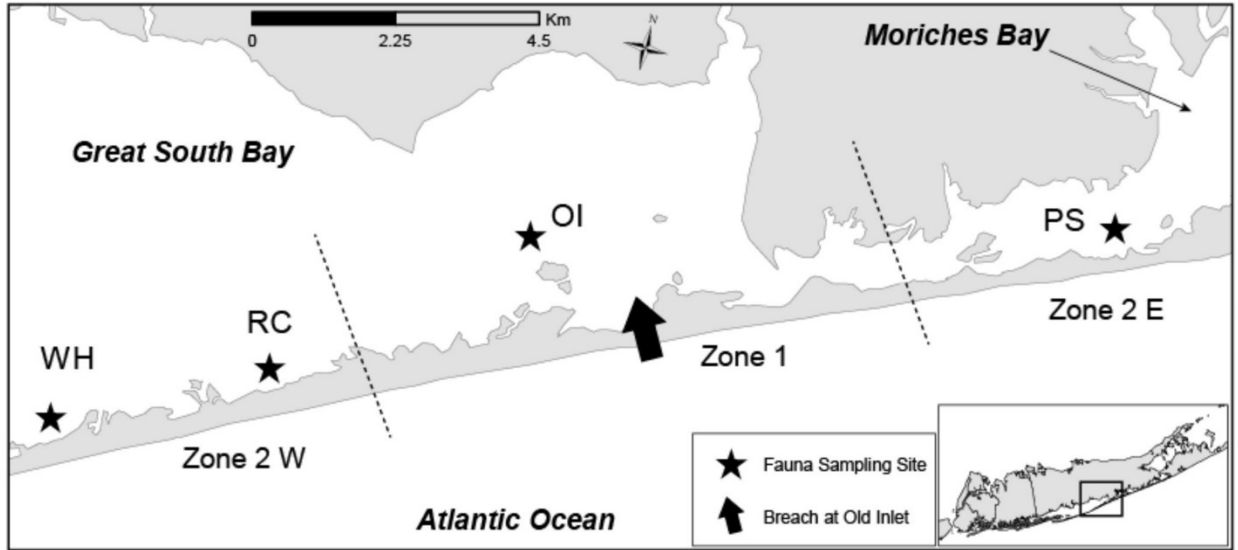 Km
0 2.25 4.5
N
Moriches Bay
Great South Bay
OI
PS
RC
Zone 2 E
WH
Zone 1
Zone 2 W
Fauna Sampling Site
Breach at Old Inlet
Atlantic Ocean